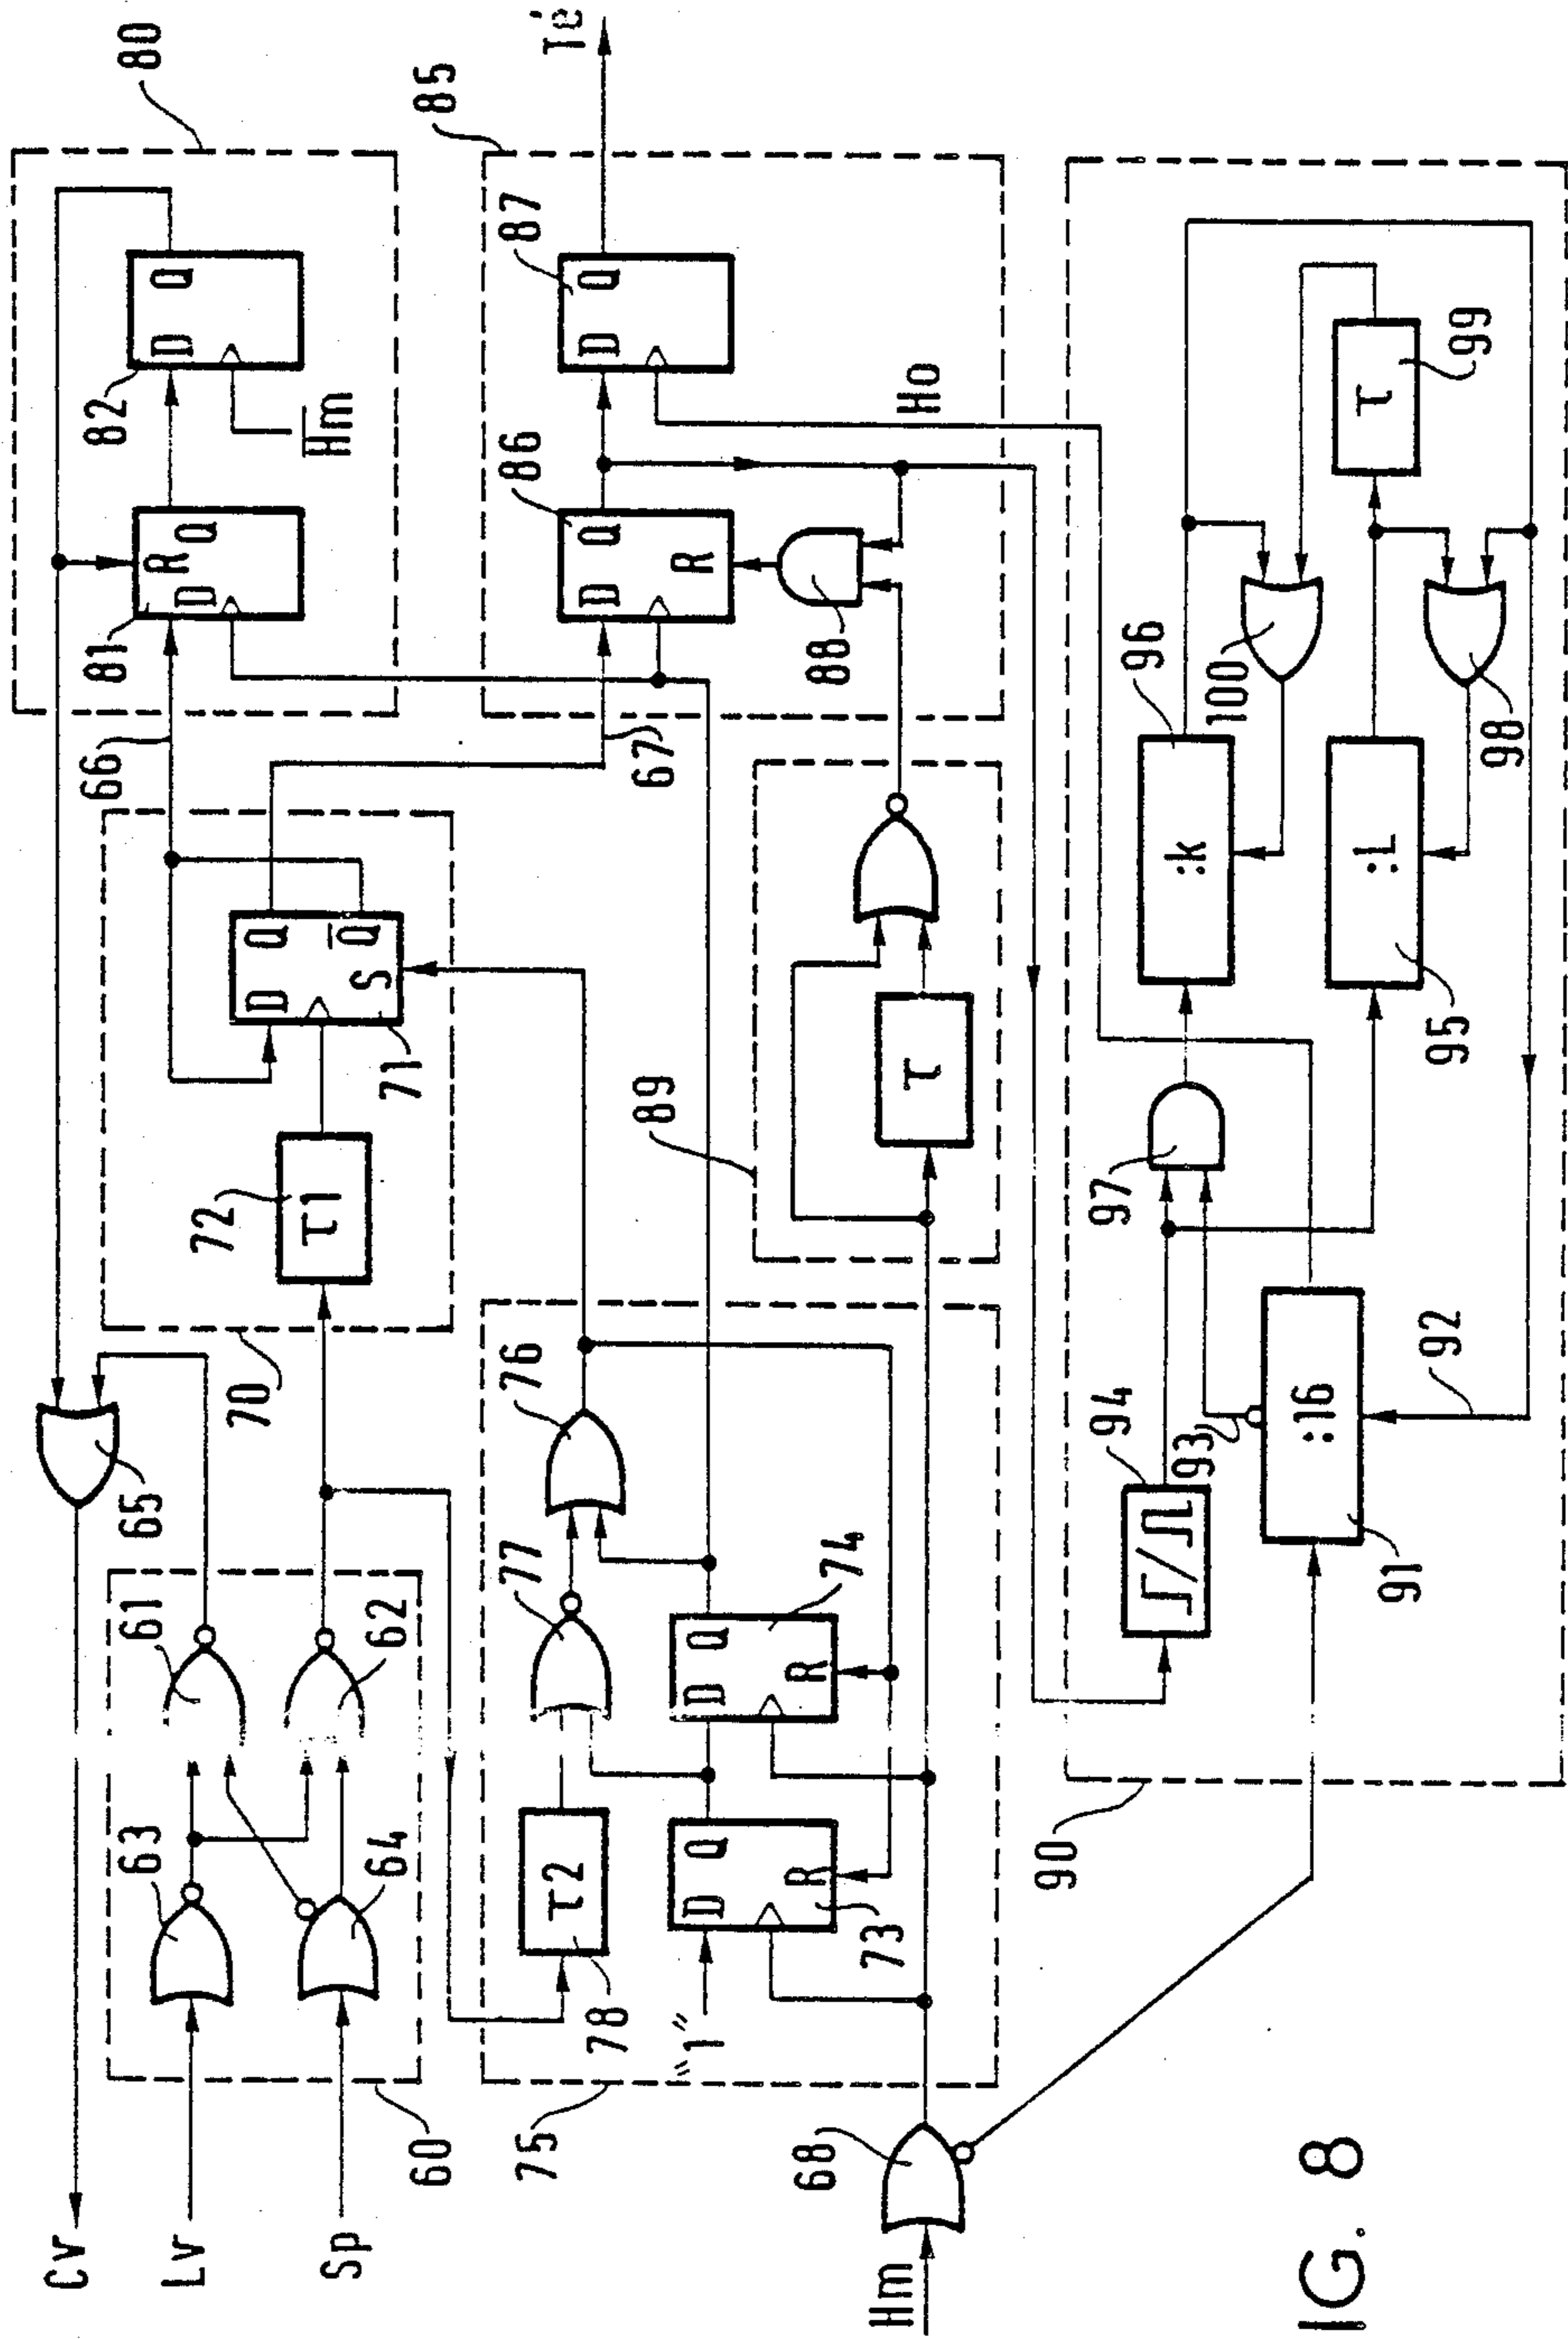 Cv
Lv
Sp
60
61
62
63
64
65
66
67
Hm
68
70
71
D Q
Q̅
S
72
τ1
75
"1"
73
D Q
R
74
D Q
R
76
77
78
τ2
80
81
D Q
R
82
D Q
H̅m̅
85
86
D Q
R
87
D Q
88
89
τ
Ho
90
91
:16
92
93
94
95
:L
96
:k
97
98
99
τ
100
IG. 8